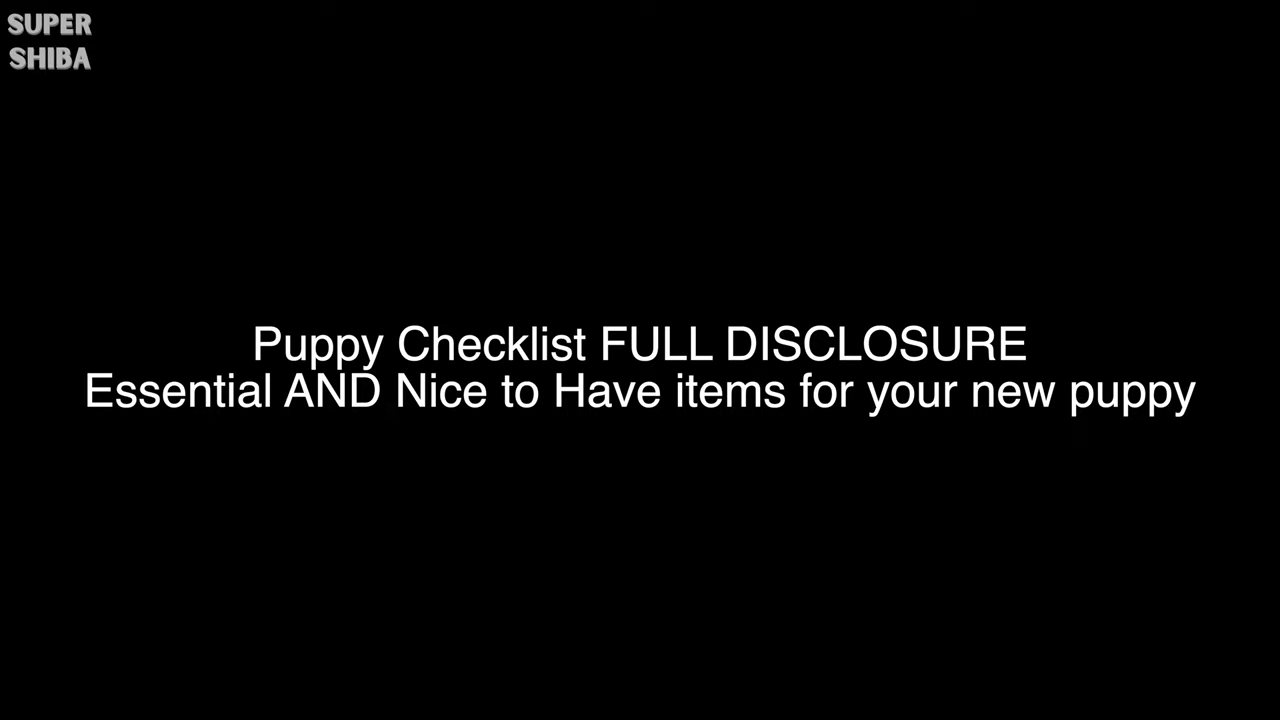 SUPER
SHIBA
Puppy Checklist FULL DISCLOSURE
Essential AND Nice to Have items for your new puppy